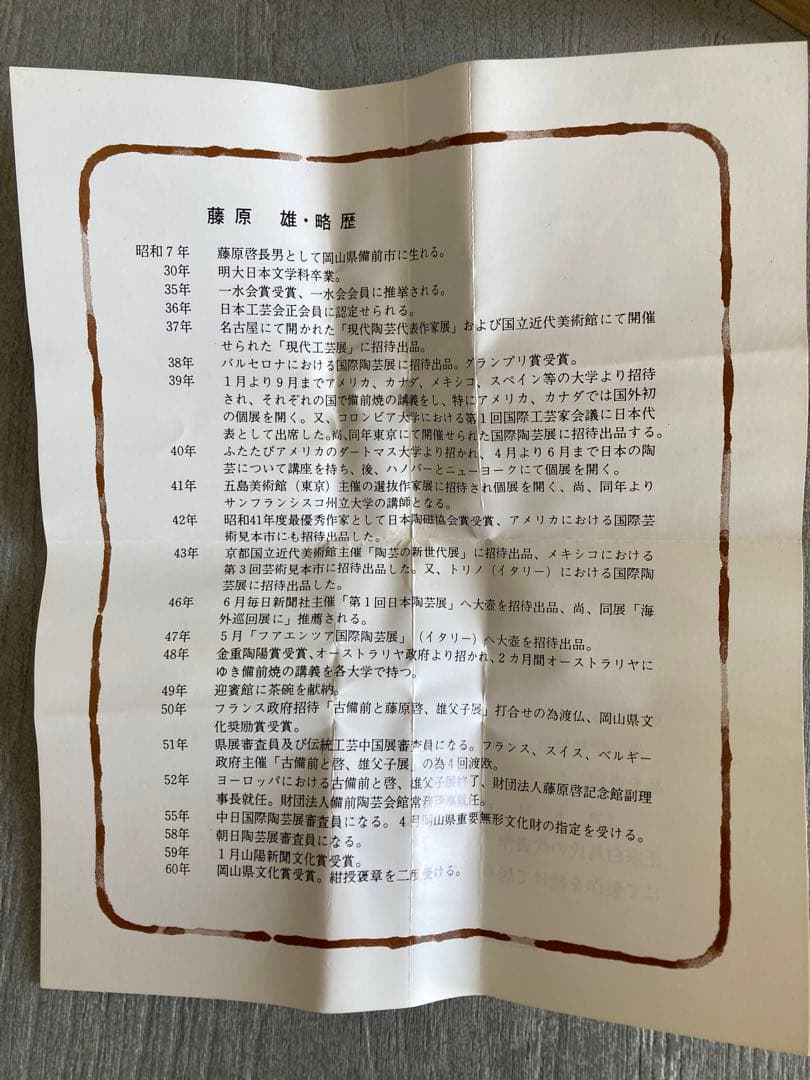 藤原 雄・略歴
昭和7年 藤原啓長男として岡山県備前市に生れる。
30年 明大日本文学科卒業。
35年 一水会賞受賞、一水会会員に推挙される。
36年 日本工芸会正会員に認定せられる。
37年 名古屋にて開かれた「現代陶芸代表作家展」および国立近代美術館にて開催
せられた「現代工芸展」に招待出品。
38年 バルセロナにおける国際陶芸展に招待出品。グランプリ賞受賞。
39年 1月より9月までアメリカ、カナダ、メキシコ、スペイン等の大学より招待
され、それぞれの国で備前焼の講義をし、特にアメリカ、カナダでは国外初
の個展を開く。又、コロンビア大学における第1回国際工芸家会議に日本代
表として出席した。尚、同年東京にて開催せられた国際陶芸展に招待出品する。
40年 ふたたびアメリカのダートマス大学より招かれ、4月より6月まで日本の陶
芸について講座を持ち、後、ハノバーとニューヨークにて個展を開く。
41年 五島美術館（東京）主催の選抜作家展に招待され個展を開く、尚、同年より
サンフランシスコ州立大学の講師となる。
42年 昭和41年度最優秀作家として日本陶磁協会賞受賞、アメリカにおける国際芸
術見本市にも招待出品した。
43年 京都国立近代美術館主催「陶芸の新世代展」に招待出品、メキシコにおける
第3回芸術見本市に招待出品した。又、トリノ（イタリー）における国際陶
芸展に招待出品した。
46年 6月毎日新聞社主催「第1回日本陶芸展」へ大壺を招待出品、尚、同展「海
外巡回展に」推薦される。
47年 5月「フアエンツア国際陶芸展」（イタリー）へ大壺を招待出品。
48年 金重陶陽賞受賞、オーストラリヤ政府より招かれ、2カ月間オーストラリヤに
ゆき備前焼の講義を各大学で持つ。
49年 迎賓館に茶碗を献納。
50年 フランス政府招待「古備前と藤原啓、雄父子展」打合せの為渡仏、岡山県文
化奨励賞受賞。
51年 県展審査員及び伝統工芸中国展審査員になる。フランス、スイス、ベルギー
政府主催「古備前と啓、雄父子展」の為4回渡欧。
52年 ヨーロッパにおける古備前と啓、雄父子展終了、財団法人藤原啓記念館副理
事長就任。財団法人備前陶芸会館常務理事就任。
55年 中日国際陶芸展審査員になる。4月岡山県重要無形文化財の指定を受ける。
58年 朝日陶芸展審査員になる。
59年 1月山陽新聞文化賞受賞。
60年 岡山県文化賞受賞。紺授褒章を二度受ける。